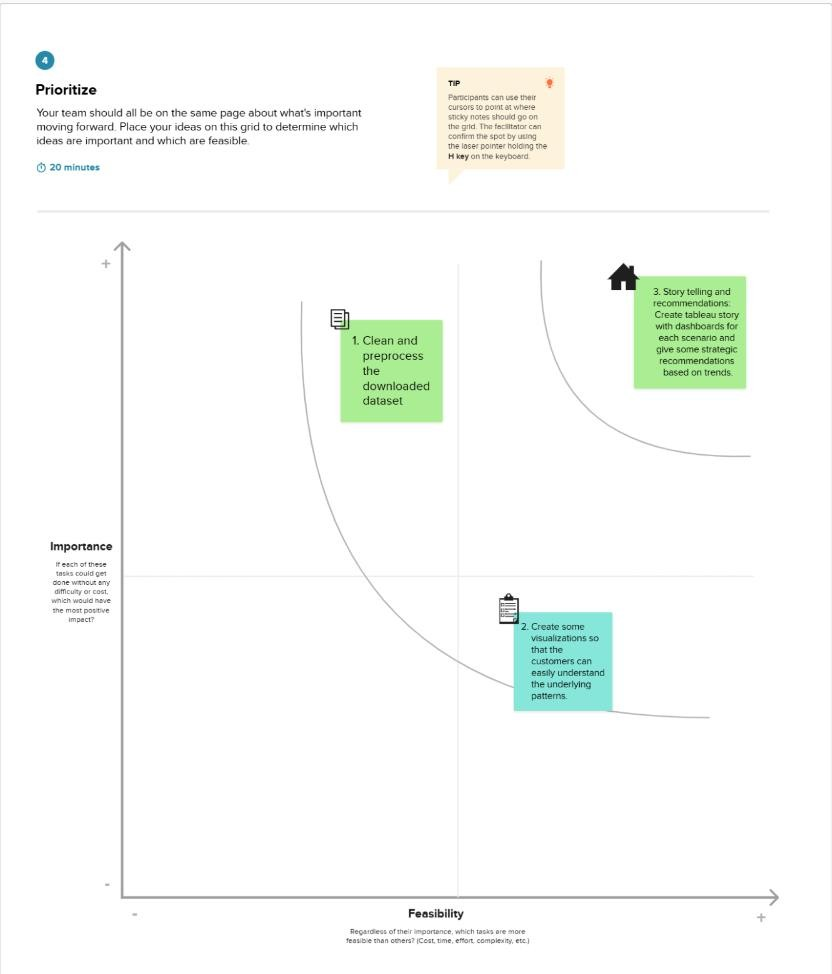 4
Prioritize
Your team should all be on the same page about what's important
moving forward. Place your ideas on this grid to determine which
ideas are important and which are feasible.
20 minutes
TIP
Participants can use their
cursors to point at where
sticky notes should go on
the grid. The facilitator can
confirm the spot by using
the laser pointer holding the
H key on the keyboard.
+
3. Story telling and
recommendations:
Create tableau story
with dashboards for
each scenario and
give some strategic
recommendations
based on trends.
1. Clean and
preprocess
the
downloaded
dataset
Importance
If each of these
tasks could get
done without any
difficulty or cost,
which would have
the most positive
impact?
2. Create some
visualizations so
that the
customers can
easily understand
the underlying
patterns.
-
-
Feasibility
+
Regardless of their importance, which tasks are more
feasible than others? (Cost, time, effort, complexity, etc.)